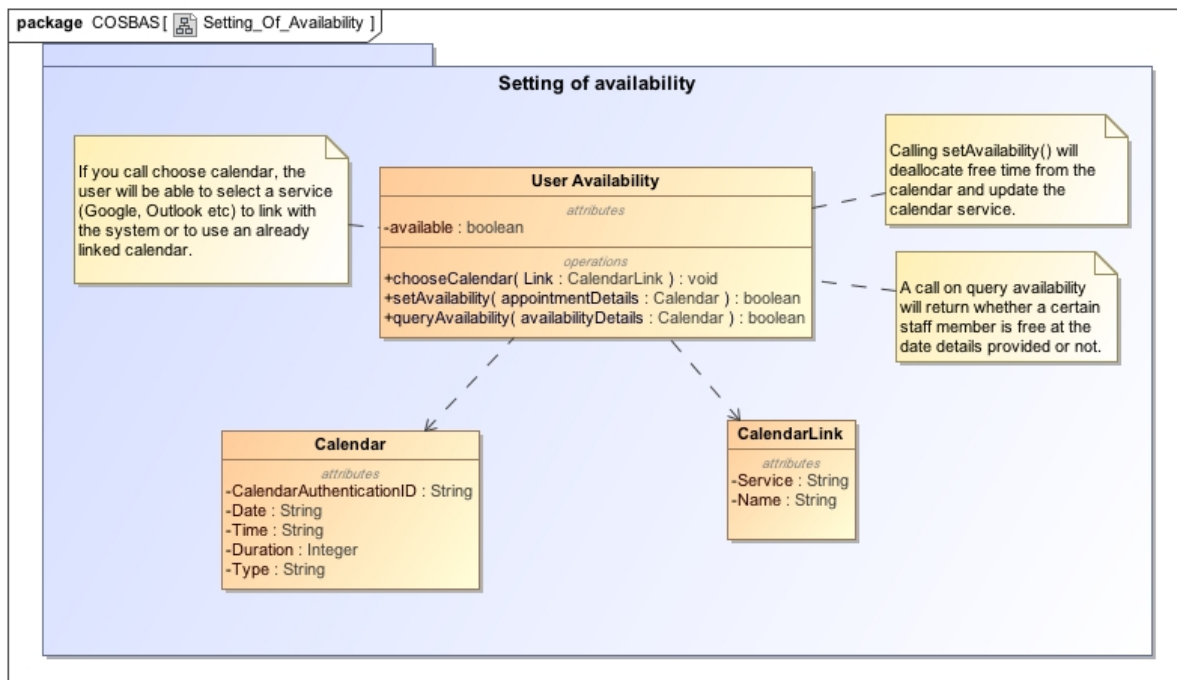 package COSBAS[ Setting_Of_Availability ]
Setting of availability
If you call choose calendar, the
user will be able to select a service
(Google, Outlook etc) to link with
the system or to use an already
linked calendar.
User Availability
attributes
-available : boolean
operations
+chooseCalendar( Link : CalendarLink ) : void
+setAvailability( appointmentDetails : Calendar ) : boolean
+queryAvailability( availabilityDetails : Calendar ) : boolean
Calling setAvailability() will
deallocate free time from the
calendar and update the
calendar service.
A call on query availability
will return whether a certain
staff member is free at the
date details provided or not.
Calendar
attributes
-CalendarAuthenticationID : String
-Date : String
-Time : String
-Duration : Integer
-Type : String
CalendarLink
attributes
-Service : String
-Name : String